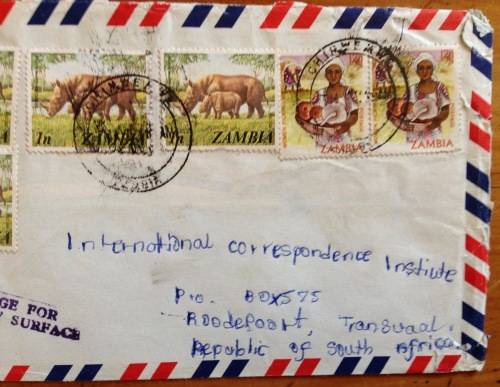 1n ZAMBIA
ZAMBIA
ZAMBIA
ZAMBIA
International correspondence Institute
P.O. BOX575
Roodepoort, Transvaal,
Republic of South Africa
GE FOR
SURFACE